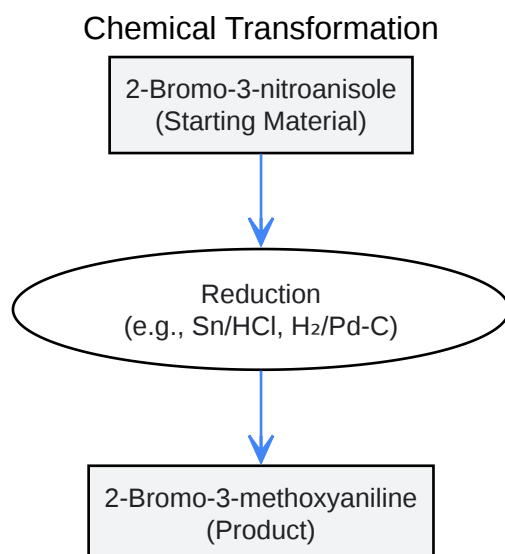 Chemical Transformation
2-Bromo-3-nitroanisole
(Starting Material)
Reduction
(e.g., Sn/HCl, H₂/Pd-C)
2-Bromo-3-methoxyaniline
(Product)